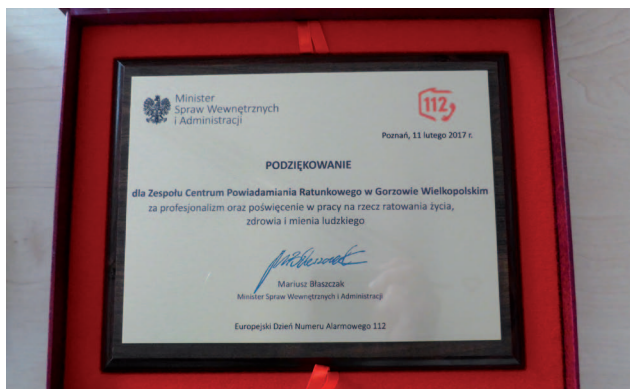 Minister
Spraw Wewnętrznych
i Administracji
112
Poznań, 11 lutego 2017 r.
PODZIĘKOWANIE
dla Zespołu Centrum Powiadamiania Ratunkowego w Gorzowie Wielkopolskim
za profesjonalizm oraz poświęcenie w pracy na rzecz ratowania życia,
zdrowia i mienia ludzkiego
Mariusz Błaszczak
Minister Spraw Wewnętrznych i Administracji
Europejski Dzień Numeru Alarmowego 112